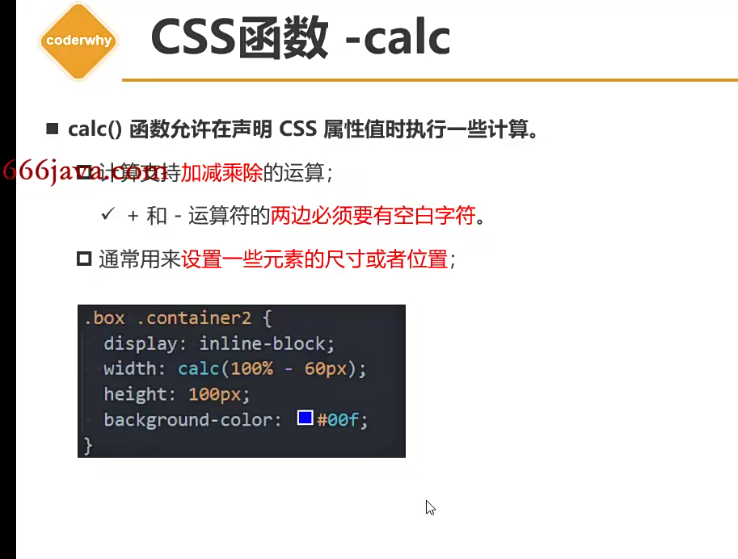 coderwhy
CSS函数 -calc
■ calc() 函数允许在声明 CSS 属性值时执行一些计算。
666java.com
计算支持加减乘除的运算；
✓ + 和 - 运算符的两边必须要有空白字符。
通常用来设置一些元素的尺寸或者位置；
.box .container2 {
display: inline-block;
width: calc(100% - 60px);
height: 100px;
background-color: #00f;
}